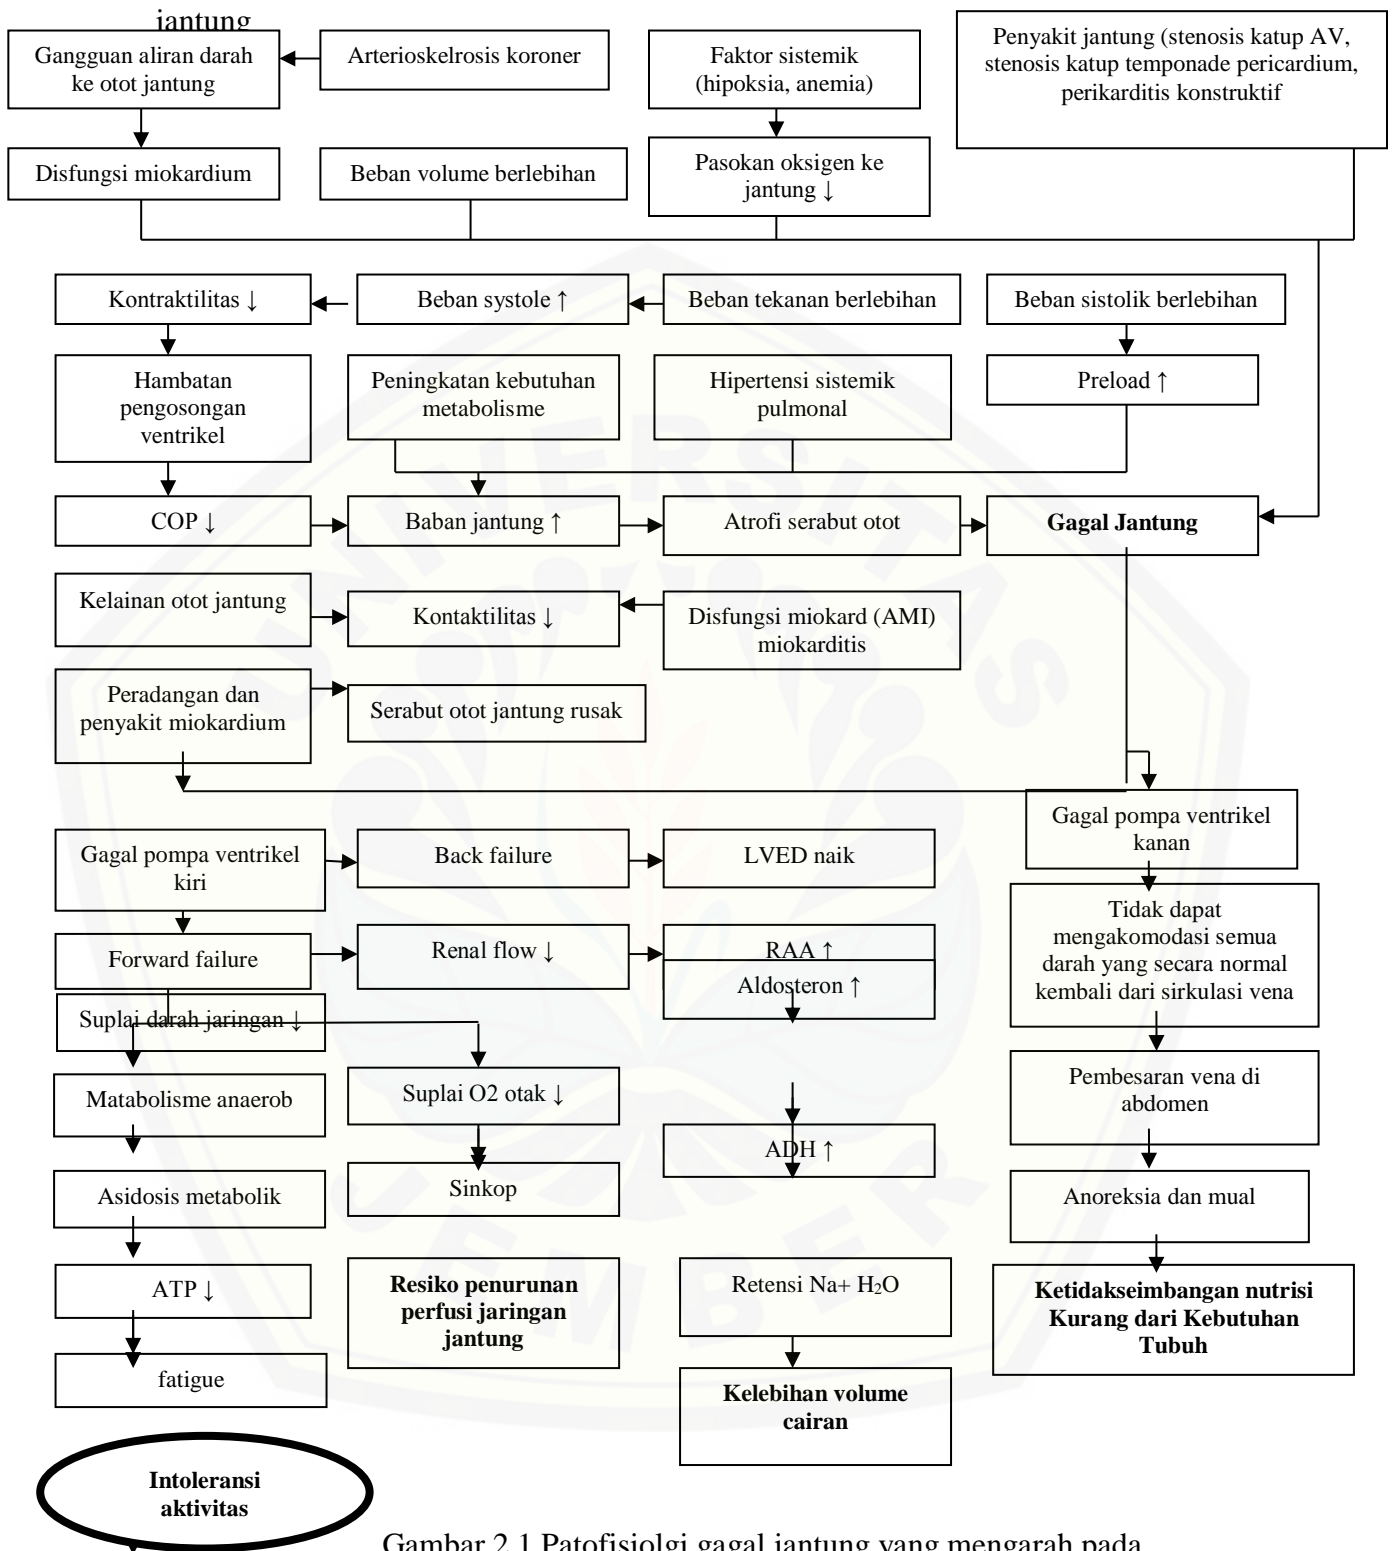 jantung
Gangguan aliran darah
ke otot jantung
Arterioskelrosis koroner
Faktor sistemik
(hipoksia, anemia)
Penyakit jantung (stenosis katup AV,
stenosis katup temponade pericardium,
perikarditis konstruktif
Disfungsi miokardium
Beban volume berlebihan
Pasokan oksigen ke
jantung ↓
Kontraktilitas ↓
Beban systole ↑
Beban tekanan berlebihan
Beban sistolik berlebihan
Hambatan
pengosongan
ventrikel
Peningkatan kebutuhan
metabolisme
Hipertensi sistemik
pulmonal
Preload ↑
COP ↓
Baban jantung ↑
Atrofi serabut otot
Gagal Jantung
Kelainan otot jantung
Kontaktilitas ↓
Disfungsi miokard (AMI)
miokarditis
Peradangan dan
penyakit miokardium
Serabut otot jantung rusak
Gagal pompa ventrikel
kanan
Gagal pompa ventrikel
kiri
Back failure
LVED naik
Tidak dapat
mengakomodasi semua
darah yang secara normal
kembali dari sirkulasi vena
Forward failure
Renal flow ↓
RAA ↑
Aldosteron ↑
Suplai darah jaringan ↓
Matabolisme anaerob
Suplai O2 otak ↓
Pembesaran vena di
abdomen
ADH ↑
Asidosis metabolik
Sinkop
Anoreksia dan mual
ATP ↓
Resiko penurunan
perfusi jaringan
jantung
Retensi Na+ H₂O
Ketidakseimbangan nutrisi
Kurang dari Kebutuhan
Tubuh
fatigue
Kelebihan volume
cairan
Intoleransi
aktivitas
Gambar 2.1 Patofisiolgi gagal jantung yang mengarah pada
UNIVERSITAS
JEMBER